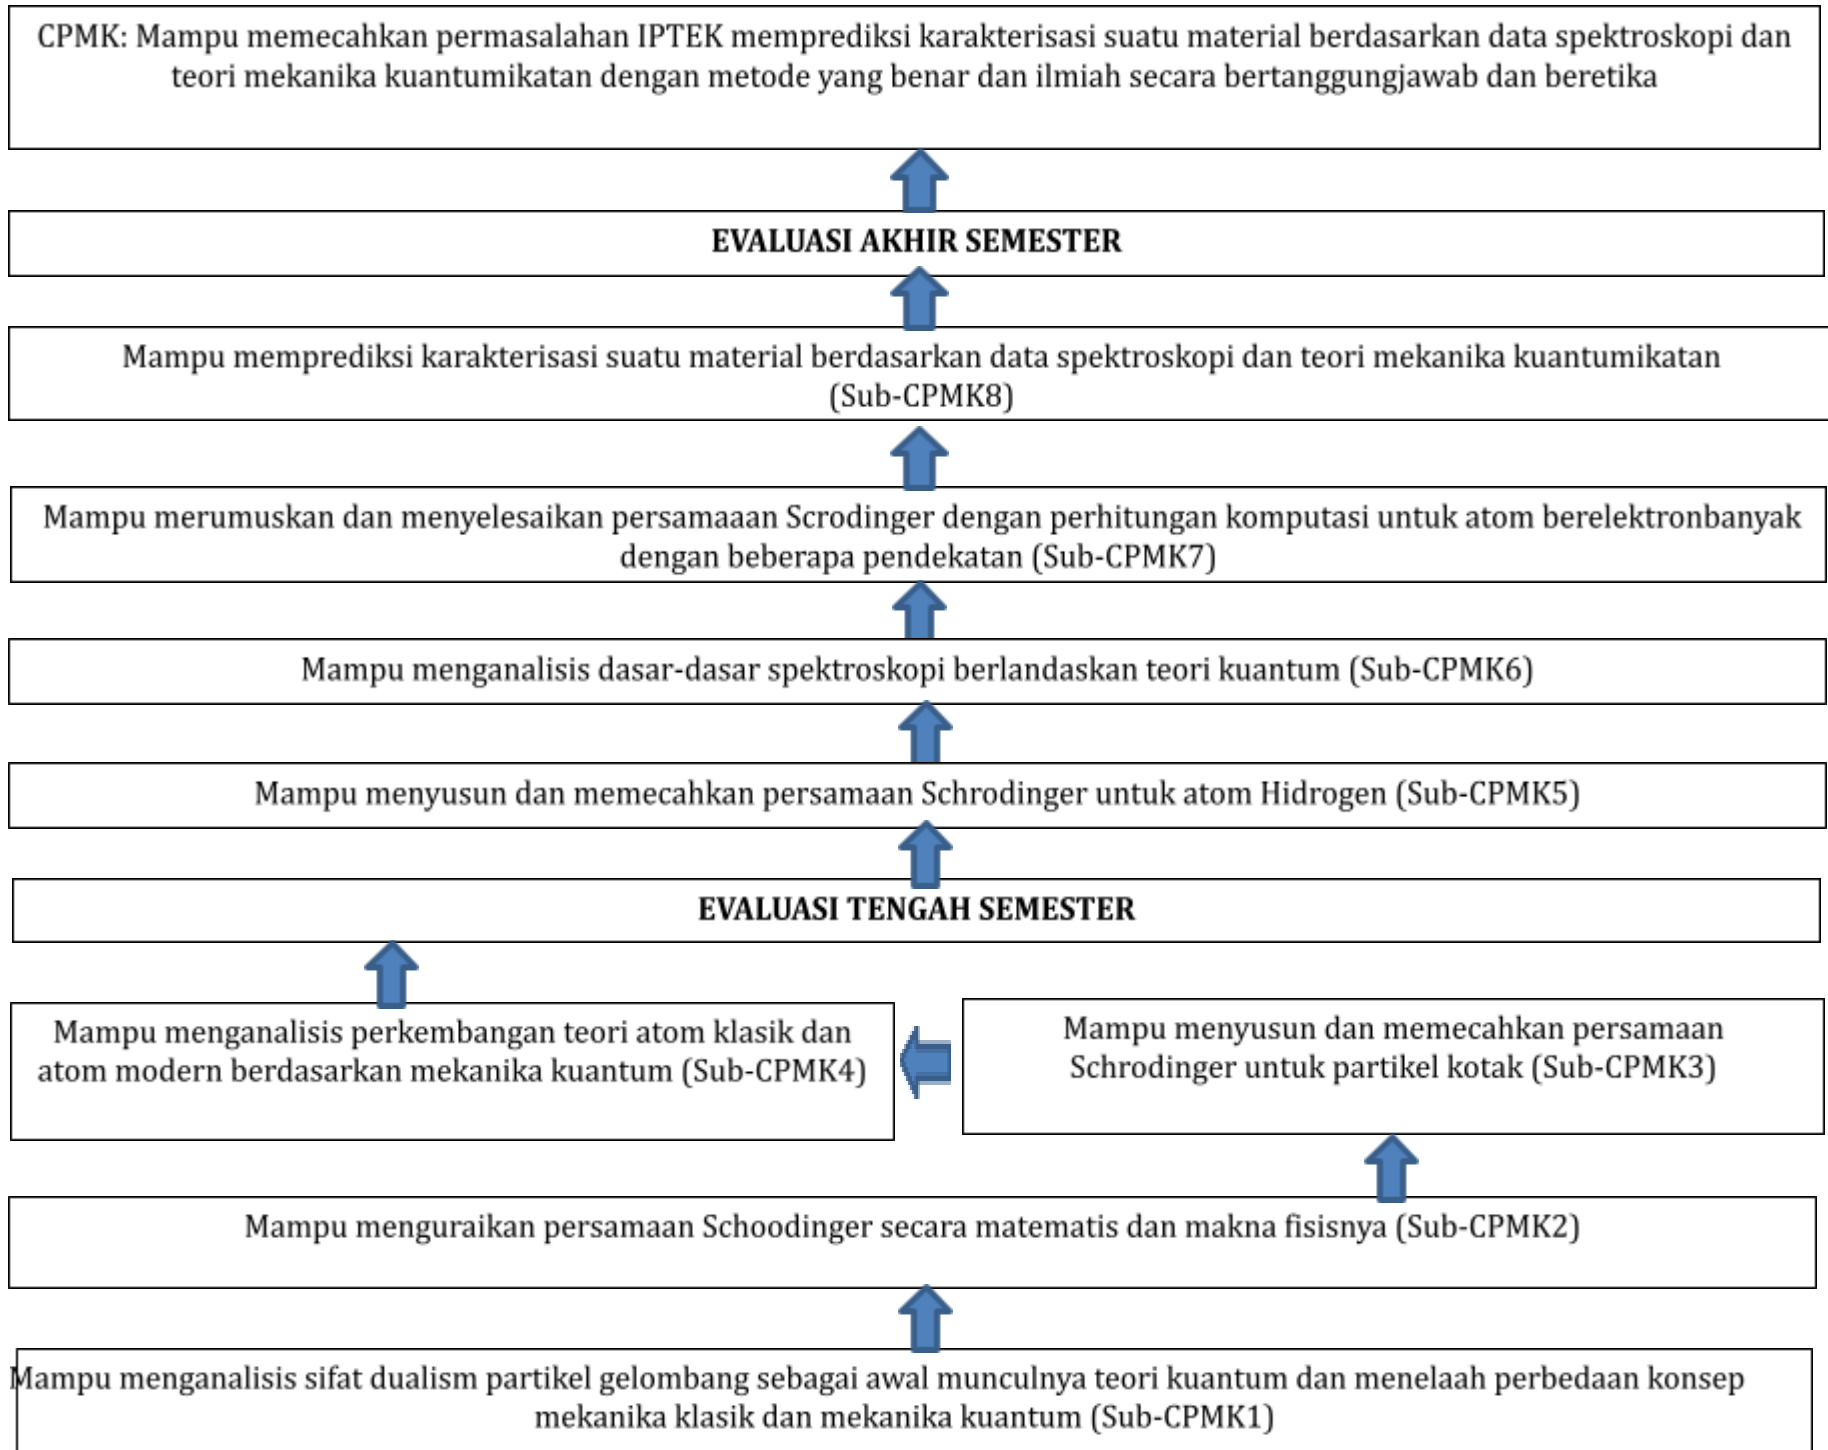 CPMK: Mampu memecahkan permasalahan IPTEK memprediksi karakterisasi suatu material berdasarkan data spektroskopi dan
teori mekanika kuantumikatan dengan metode yang benar dan ilmiah secara bertanggungjawab dan beretika
EVALUASI AKHIR SEMESTER
Mampu memprediksi karakterisasi suatu material berdasarkan data spektroskopi dan teori mekanika kuantumikatan
(Sub-CPMK8)
Mampu merumuskan dan menyelesaikan persamaaan Scrodinger dengan perhitungan komputasi untuk atom berelektronbanyak
dengan beberapa pendekatan (Sub-CPMK7)
Mampu menganalisis dasar-dasar spektroskopi berlandaskan teori kuantum (Sub-CPMK6)
Mampu menyusun dan memecahkan persamaan Schrodinger untuk atom Hidrogen (Sub-CPMK5)
EVALUASI TENGAH SEMESTER
Mampu menganalisis perkembangan teori atom klasik dan
atom modern berdasarkan mekanika kuantum (Sub-CPMK4)
Mampu menyusun dan memecahkan persamaan
Schrodinger untuk partikel kotak (Sub-CPMK3)
Mampu menguraikan persamaan Schoodinger secara matematis dan makna fisisnya (Sub-CPMK2)
Mampu menganalisis sifat dualism partikel gelombang sebagai awal munculnya teori kuantum dan menelaah perbedaan konsep
mekanika klasik dan mekanika kuantum (Sub-CPMK1)